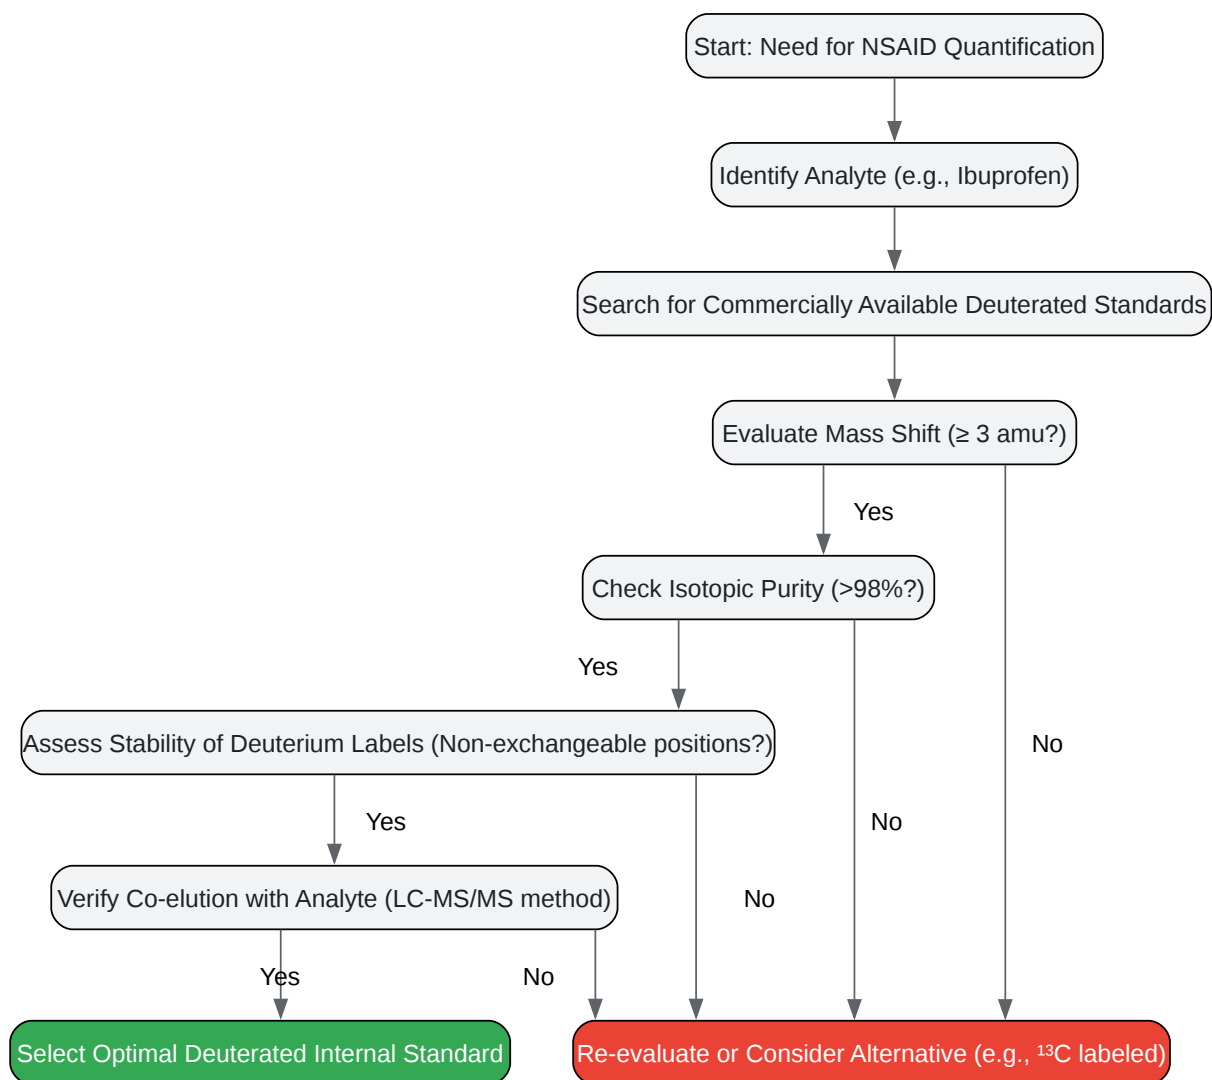 Start: Need for NSAID Quantification
Identify Analyte (e.g., Ibuprofen)
Search for Commercially Available Deuterated Standards
Evaluate Mass Shift (≥ 3 amu?)
Yes
Check Isotopic Purity (>98%?)
Yes
Assess Stability of Deuterium Labels (Non-exchangeable positions?)
No
Yes
No
Verify Co-elution with Analyte (LC-MS/MS method)
No
Yes
No
Select Optimal Deuterated Internal Standard
Re-evaluate or Consider Alternative (e.g., ¹³C labeled)